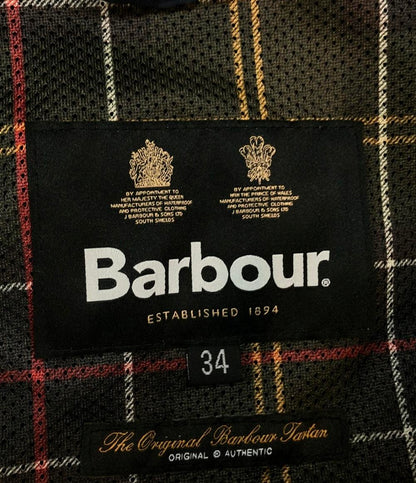 BY APPOINTMENT TO
HER MAJESTY THE QUEEN
MANUFACTURERS OF WATERPROOF
AND PROTECTIVE CLOTHING
J BARBOUR & SONS LTD
SOUTH SHIELDS
BY APPOINTMENT TO
HRH THE PRINCE OF WALES
MANUFACTURERS OF WATERPROOF
AND PROTECTIVE CLOTHING
J BARBOUR & SONS LTD
SOUTH SHIELDS
Barbour®
ESTABLISHED 1894
34
The Original Barbour Tartan
ORIGINAL @ AUTHENTIC